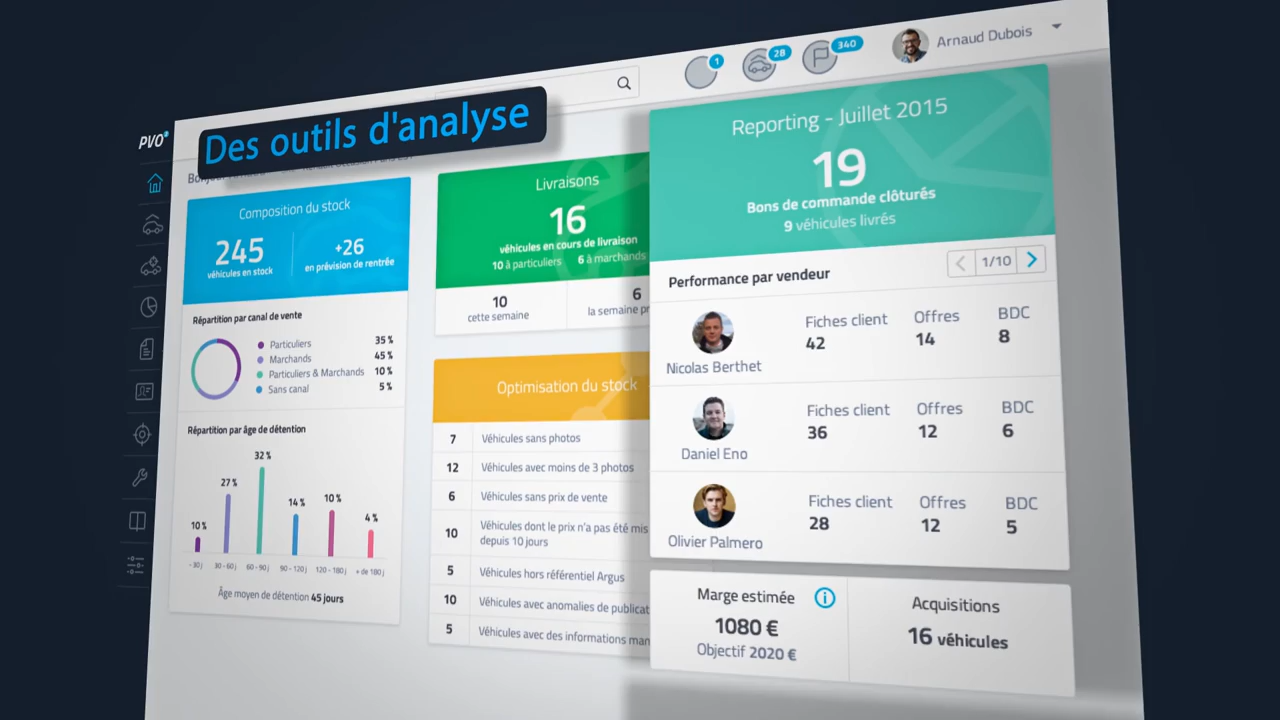 PVO²
1
28
340
Arnaud Dubois
Des outils d'analyse
Composition du stock
245
véhicules en stock
+26
en prévision de rentrée
Répartition par canal de vente
Particuliers 35 %
Marchands 45 %
Particuliers & Marchands 10 %
Sans canal 5 %
Répartition par âge de détention
10 %
27 %
32 %
14 %
10 %
4 %
- 30 j
30 - 60 j
60 - 90 j
90 - 120 j
120 - 180 j
+ de 180 j
Âge moyen de détention 45 jours
Livraisons
16
véhicules en cours de livraison
10 à particuliers 6 à marchands
10
cette semaine
6
la semaine
Optimisation du stock
7 Véhicules sans photos
12 Véhicules avec moins de 3 photos
6 Véhicules sans prix de vente
10 Véhicules dont le prix n'a pas été mis
depuis 10 jours
5 Véhicules hors référentiel Argus
10 Véhicules avec anomalies de publicat
5 Véhicules avec des informations man
Reporting - Juillet 2015
19
Bons de commande clôturés
9 véhicules livrés
Performance par vendeur
1/10
Nicolas Berthet
Fiches client
42
Offres
14
BDC
8
Daniel Eno
Fiches client
36
Offres
12
BDC
6
Olivier Palmero
Fiches client
28
Offres
12
BDC
5
Marge estimée
1080 €
Objectif 2020 €
Acquisitions
16 véhicules